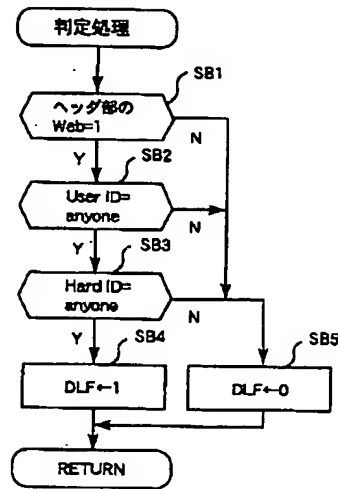 判定処理
SB1
ヘッダ部の
Web=1
N
Y
SB2
User ID=
anyone
N
Y
SB3
Hard ID=
anyone
N
Y
SB4
SB5
DLF←1
DLF←0
RETURN